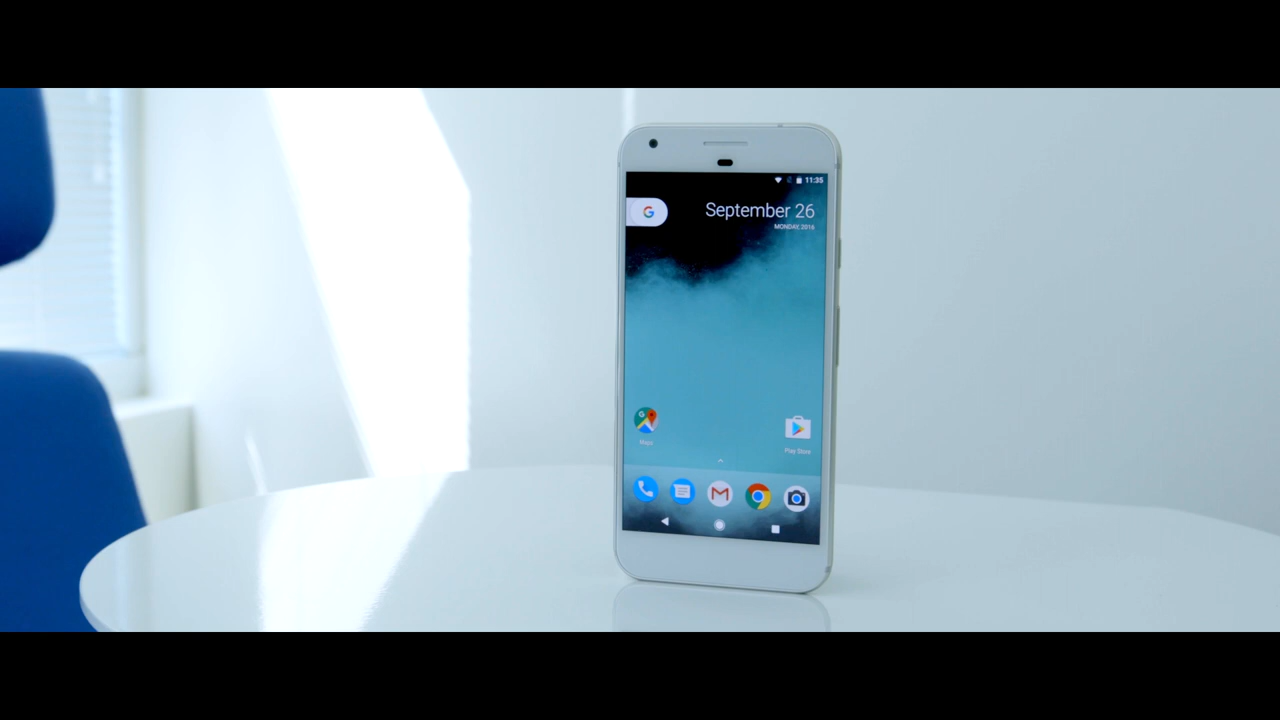 11:35
G
September 26
MONDAY, 2016
G
Maps
Play Store
M